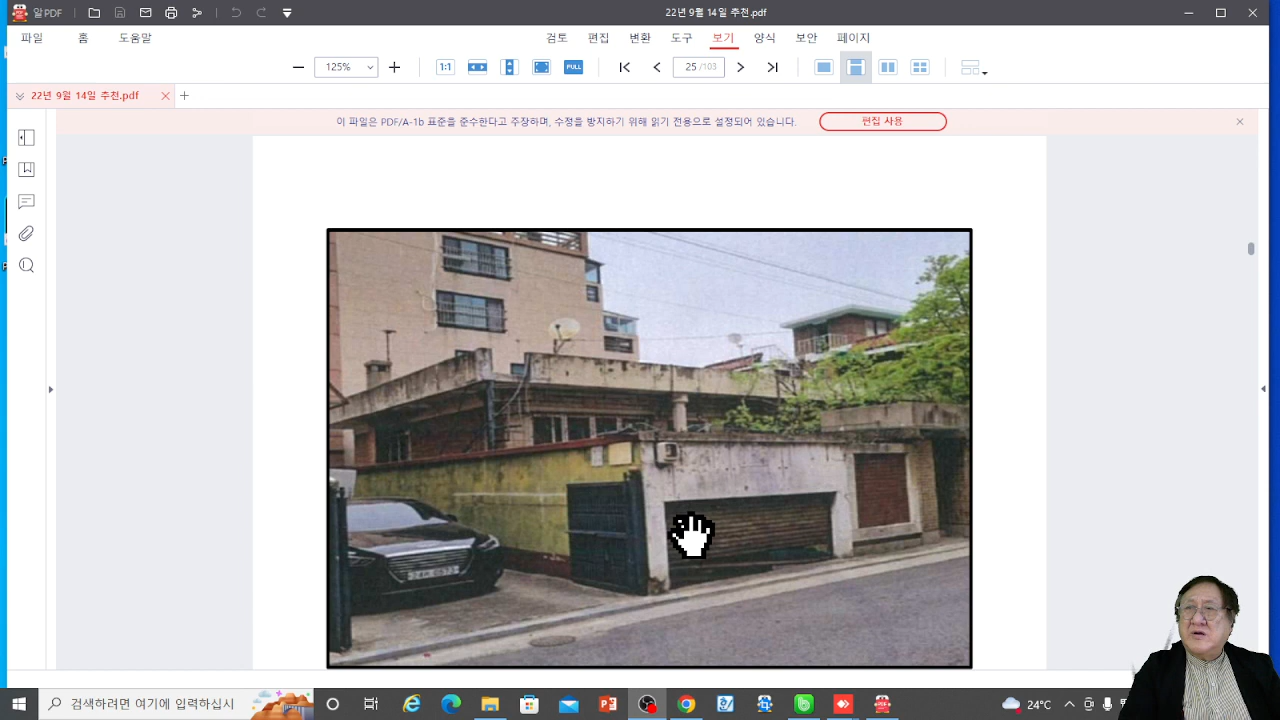 알PDF
22년 9월 14일 추천.pdf
파일
홈
도움말
검토
편집
변환
도구
보기
양식
보안
페이지
125%
1:1
FULL
25 /103
22년 9월 14일 추천.pdf
이 파일은 PDF/A-1b 표준을 준수한다고 주장하며, 수정을 방지하기 위해 읽기 전용으로 설정되어 있습니다.
편집 사용
검색하려면 여기에 입력하십시
24°C